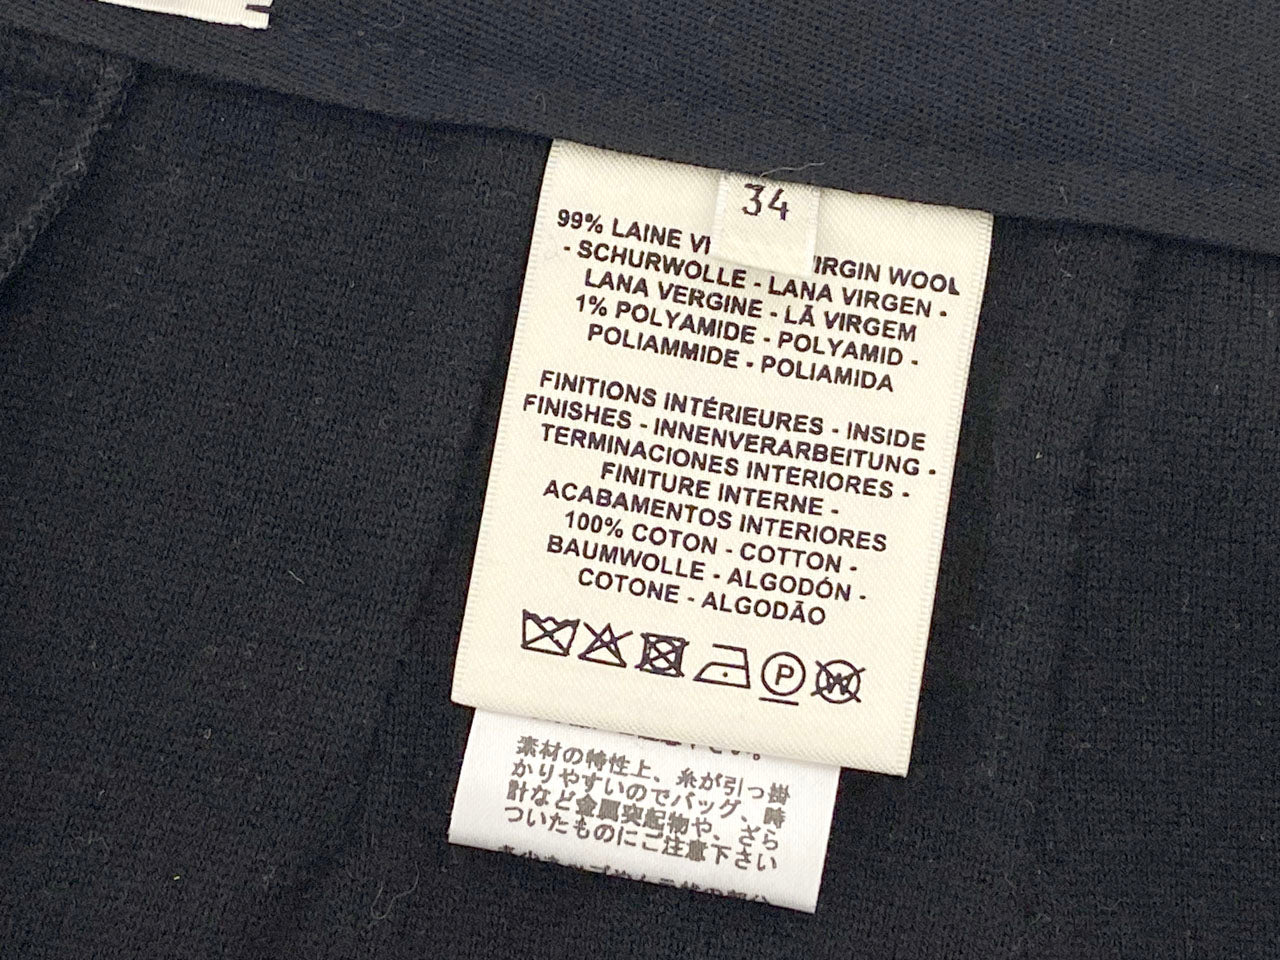 34
99% LAINE VI IRGIN WOOL
- SCHURWOLLE - LANA VIRGEN -
LANA VERGINE - LÃ VIRGEM
1% POLYAMIDE - POLYAMID -
POLIAMMIDE - POLIAMIDA
FINITIONS INTÉRIEURES - INSIDE
FINISHES - INNENVERARBEITUNG -
TERMINACIONES INTERIORES -
FINITURE INTERNE -
ACABAMENTOS INTERIORES
100% COTON - COTTON -
BAUMWOLLE - ALGODÓN -
COTONE - ALGODÃO
P
W
素材の特性上、糸が引っ掛
かりやすいのでバッグ、時
計など金属突起物や、ざら
ついたものにご注意下さい